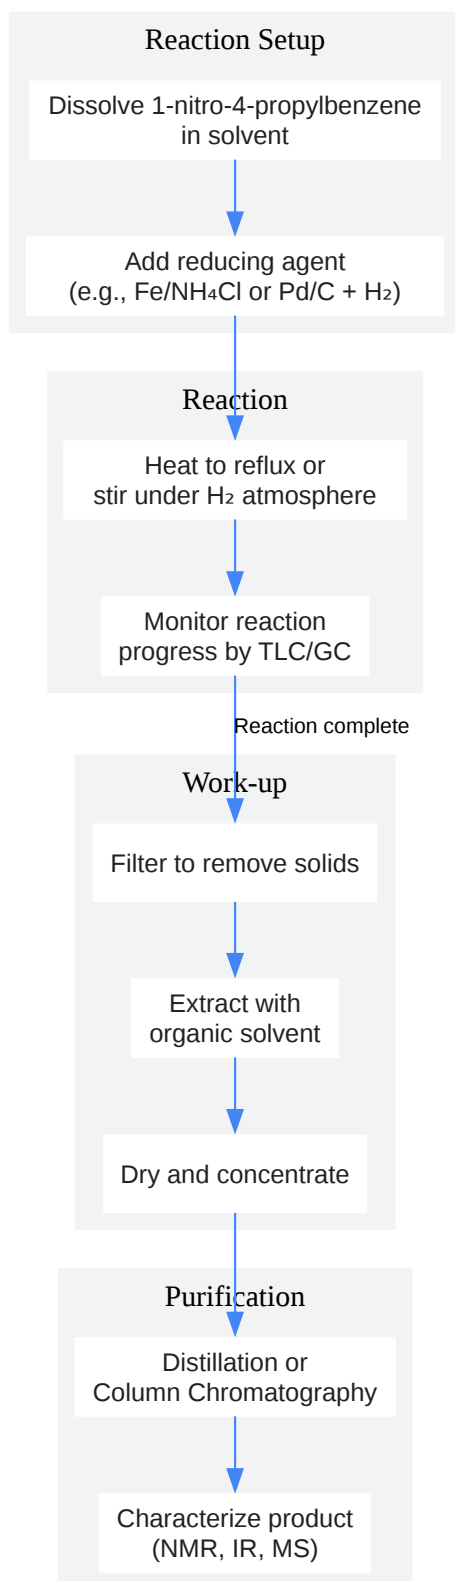 Reaction Setup
Dissolve 1-nitro-4-propylbenzene
in solvent
Add reducing agent
(e.g., Fe/NH₄Cl or Pd/C + H₂)
Reaction
Heat to reflux or
stir under H₂ atmosphere
Monitor reaction
progress by TLC/GC
Reaction complete
Work-up
Filter to remove solids
Extract with
organic solvent
Dry and concentrate
Purification
Distillation or
Column Chromatography
Characterize product
(NMR, IR, MS)